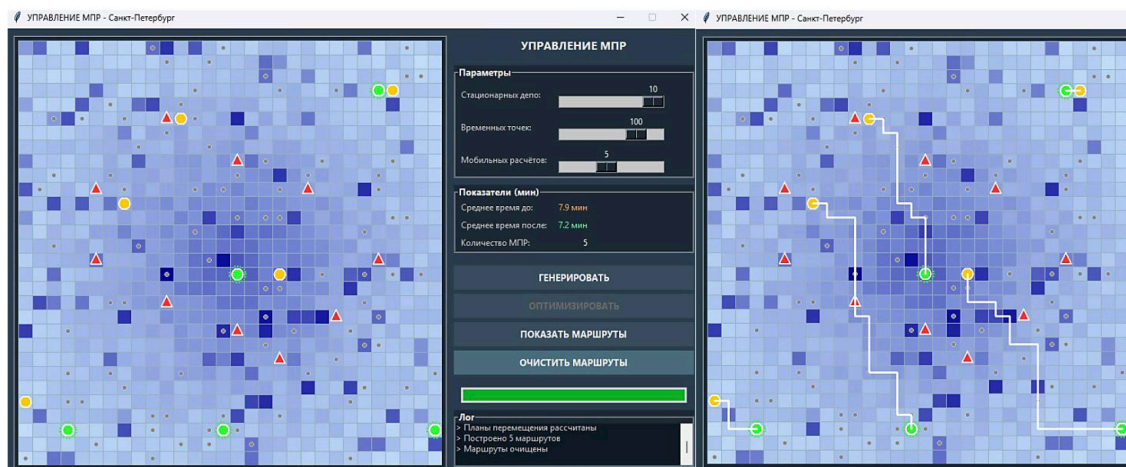 УПРАВЛЕНИЕ МПР - Санкт-Петербург
УПРАВЛЕНИЕ МПР
Параметры
Стационарных депо:
10
Временных точек:
100
Мобильных расчётов:
5
Показатели (мин)
Среднее время до: 7.9 мин
Среднее время после: 7.2 мин
Количество МПР: 5
ГЕНЕРИРОВАТЬ
ОПТИМИЗИРОВАТЬ
ПОКАЗАТЬ МАРШРУТЫ
ОЧИСТИТЬ МАРШРУТЫ
Лог
> Планы перемещения рассчитаны
> Построено 5 маршрутов
> Маршруты очищены
УПРАВЛЕНИЕ МПР - Санкт-Петербург